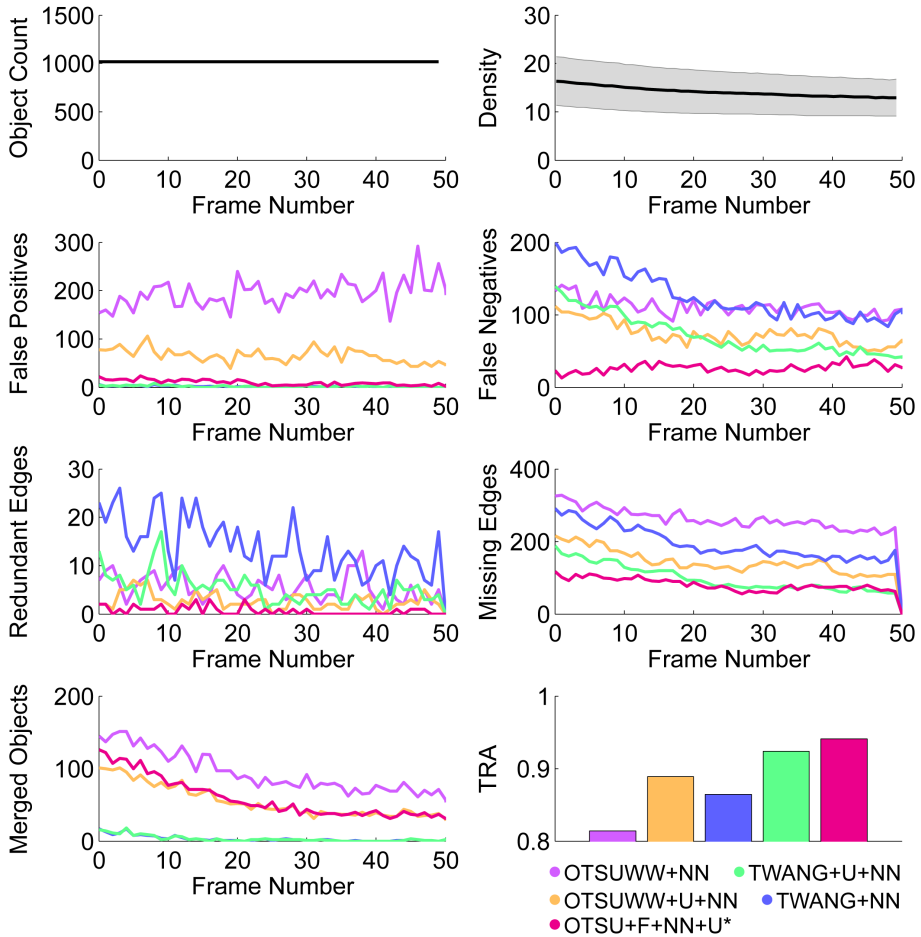 1500
1000
500
0
Object Count
0 10 20 30 40 50
Frame Number
30
20
10
0
Density
0 10 20 30 40 50
Frame Number
300
200
100
0
False Positives
0 10 20 30 40 50
Frame Number
200
150
100
50
0
False Negatives
0 10 20 30 40 50
Frame Number
30
20
10
0
Redundant Edges
0 10 20 30 40 50
Frame Number
400
200
0
Missing Edges
0 10 20 30 40 50
Frame Number
200
100
0
Merged Objects
0 10 20 30 40 50
Frame Number
1
0.9
0.8
TRA
OTSUWW+NN
TWANG+U+NN
OTSUWW+U+NN
TWANG+NN
OTSU+F+NN+U*